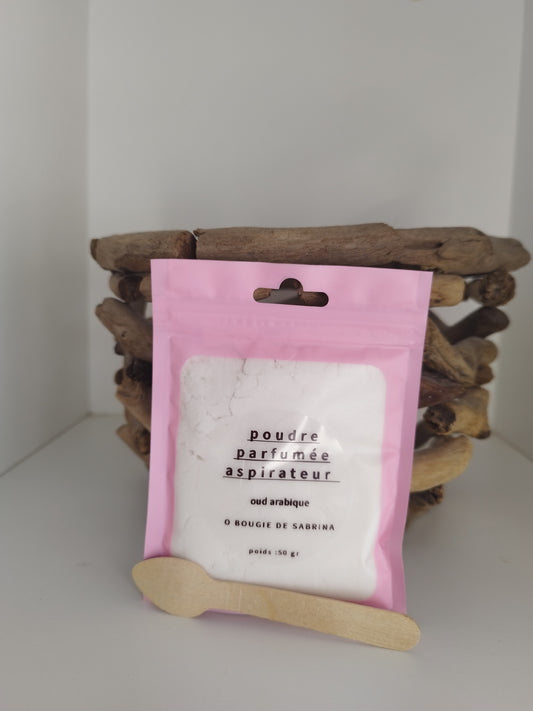 poudre
parfumée
aspirateur
oud arabique
O BOUGIE DE SABRINA
poids :50 gr